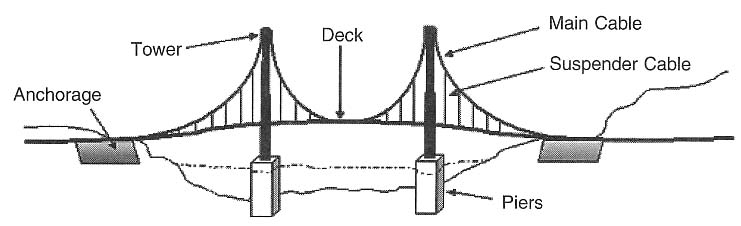 Main Cable
Deck
Tower
Suspender Cable
Anchorage
Piers